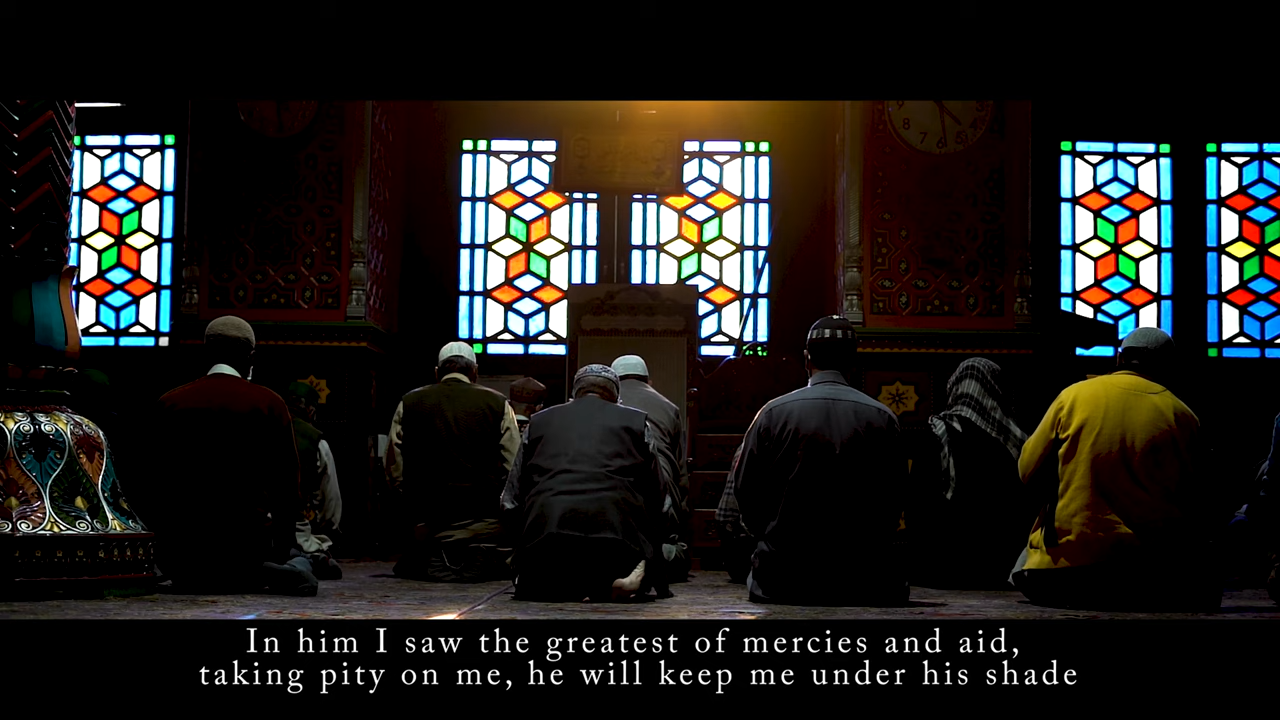 In him I saw the greatest of mercies and aid,
taking pity on me, he will keep me under his shade